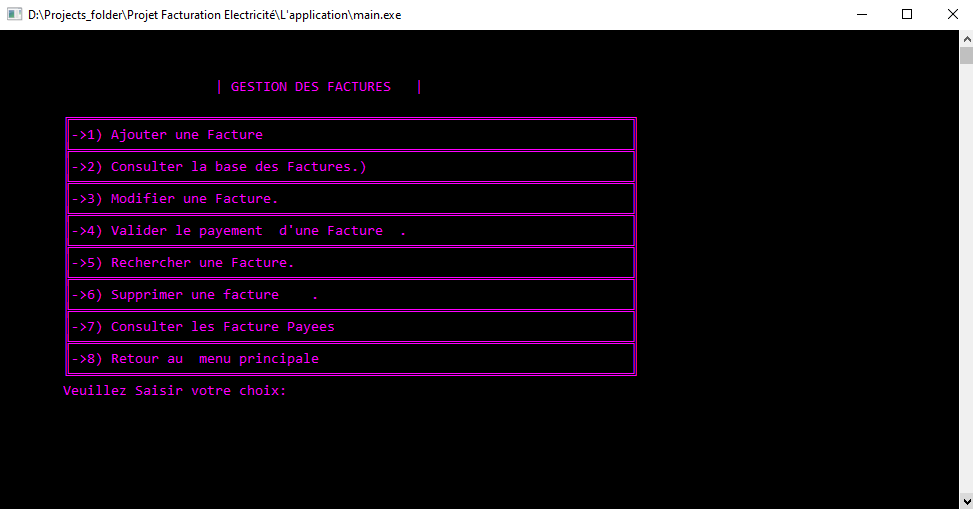 D:\Projects_folder\Projet Facturation Electricité\L'application\main.exe
| GESTION DES FACTURES   |
->1) Ajouter une Facture
->2) Consulter la base des Factures.)
->3) Modifier une Facture.
->4) Valider le payement  d'une Facture  .
->5) Rechercher une Facture.
->6) Supprimer une facture    .
->7) Consulter les Facture Payees
->8) Retour au  menu principale
Veuillez Saisir votre choix: